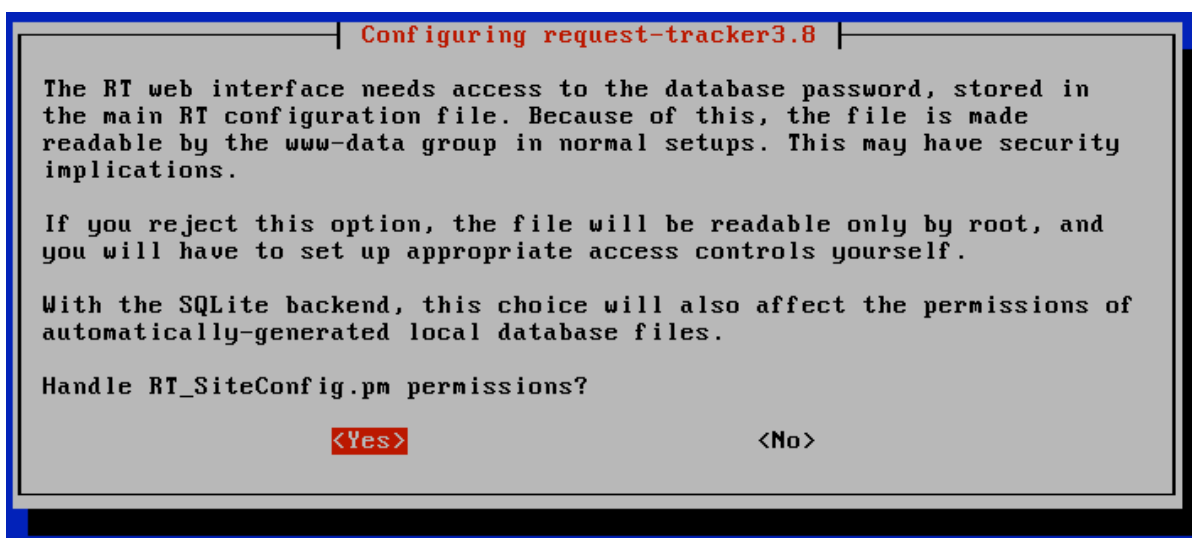 Configuring request-tracker3.8
The RT web interface needs access to the database password, stored in
the main RT configuration file. Because of this, the file is made
readable by the www-data group in normal setups. This may have security
implications.
If you reject this option, the file will be readable only by root, and
you will have to set up appropriate access controls yourself.
With the SQLite backend, this choice will also affect the permissions of
automatically-generated local database files.
Handle RT_SiteConfig.pm permissions?
<Yes> <No>